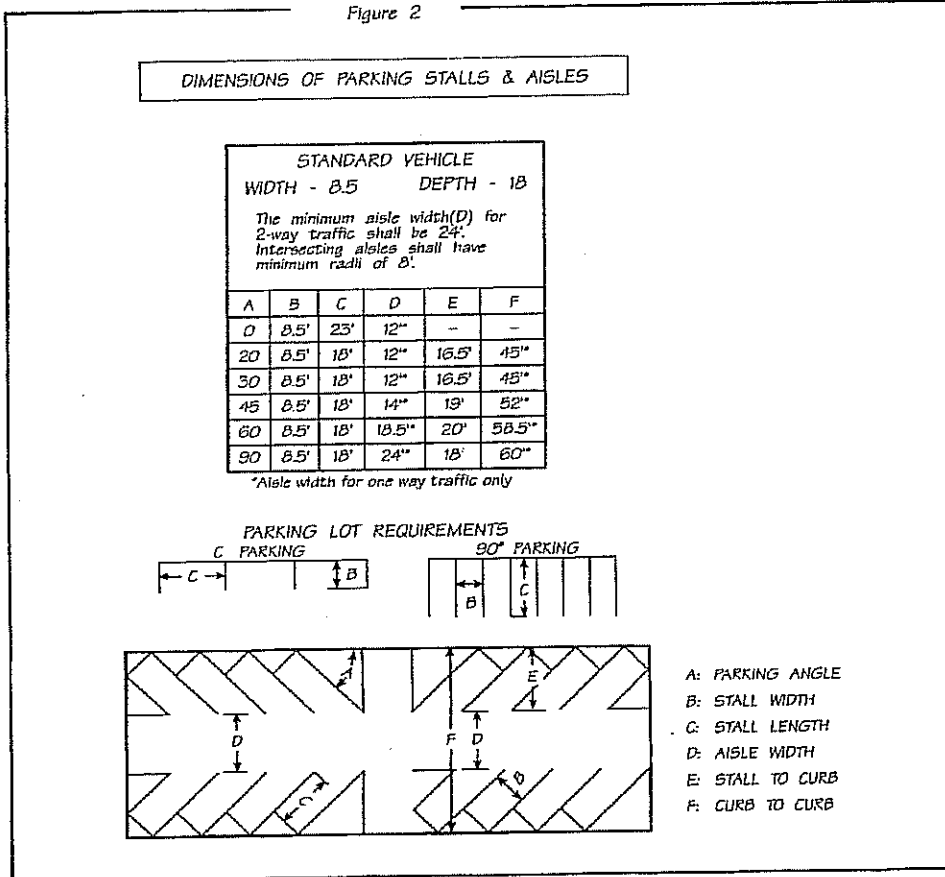 Figure 2
DIMENSIONS OF PARKING STALLS & AISLES
STANDARD VEHICLE
WIDTH - 8.5 DEPTH - 18
The minimum aisle width(D) for
2-way traffic shall be 24'.
Intersecting aisles shall have
minimum radii of 8'.
A B C D E F
0 8.5' 23' 12'* - -
20 8.5' 18' 12'* 16.5' 45'*
30 8.5' 18' 12'* 16.5' 45'*
45 8.5' 18' 14'* 19' 52'*
60 8.5' 18' 18.5'* 20' 58.5'*
90 8.5' 18' 24'* 18' 60'*
*Aisle width for one way traffic only
PARKING LOT REQUIREMENTS
C PARKING
90° PARKING
C
B
B
C
A
E
D
F
D
C
B
A: PARKING ANGLE
B: STALL WIDTH
C: STALL LENGTH
D: AISLE WIDTH
E: STALL TO CURB
F: CURB TO CURB